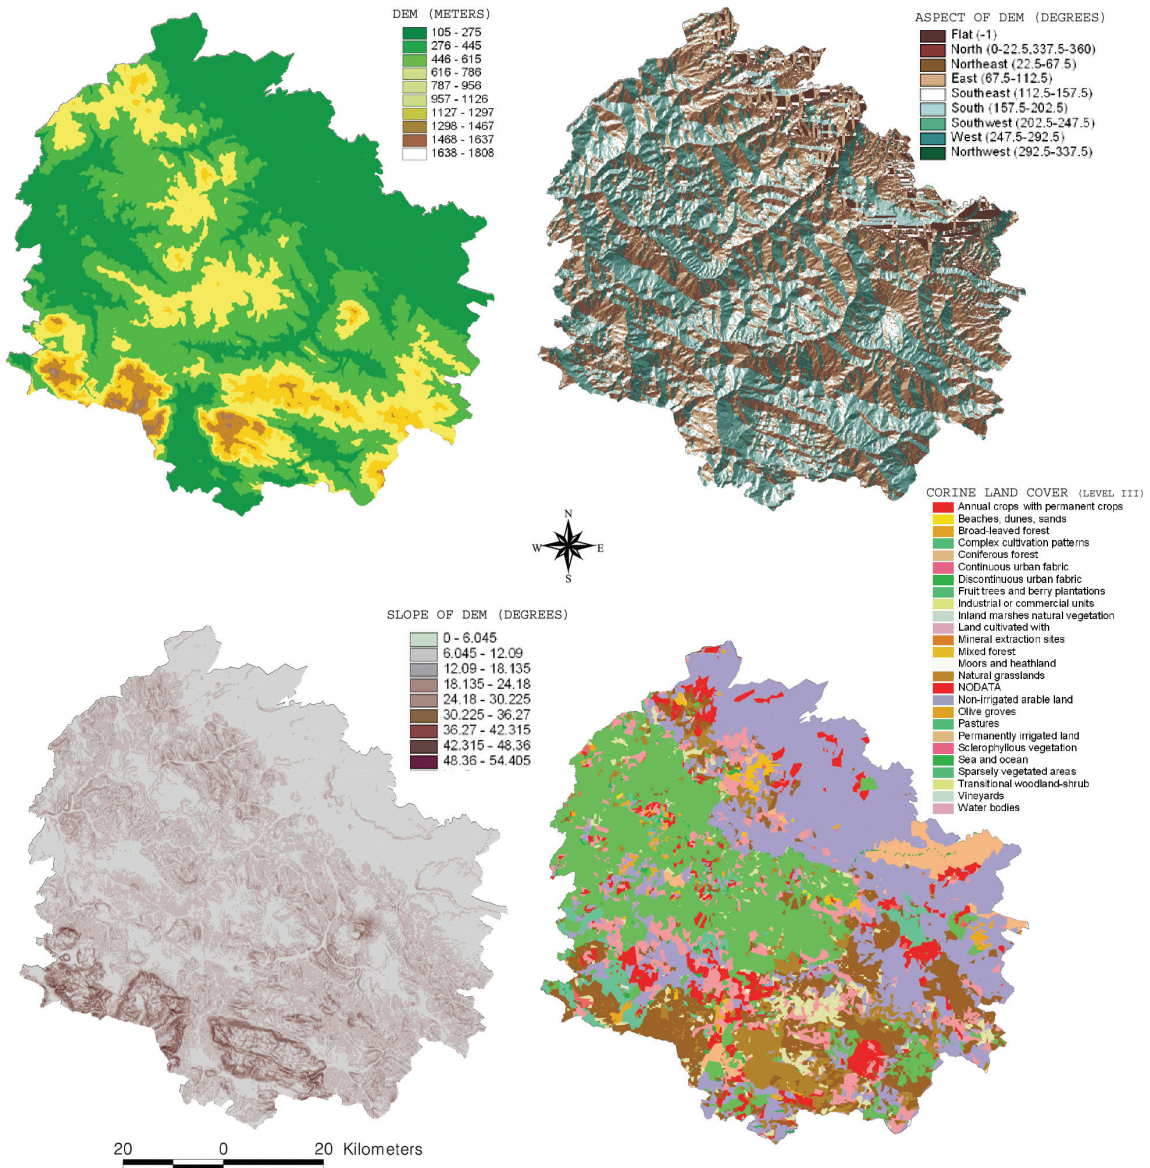 DEM (METERS)
105 - 275
276 - 445
446 - 615
616 - 786
787 - 956
957 - 1126
1127 - 1297
1298 - 1467
1468 - 1637
1638 - 1808
ASPECT OF DEM (DEGREES)
Flat (-1)
North (0-22.5,337.5-360)
Northeast (22.5-67.5)
East (67.5-112.5)
Southeast (112.5-157.5)
South (157.5-202.5)
Southwest (202.5-247.5)
West (247.5-292.5)
Northwest (292.5-337.5)
N
W E
S
SLOPE OF DEM (DEGREES)
0 - 6.045
6.045 - 12.09
12.09 - 18.135
18.135 - 24.18
24.18 - 30.225
30.225 - 36.27
36.27 - 42.315
42.315 - 48.36
48.36 - 54.405
CORINE LAND COVER (LEVEL III)
Annual crops with permanent crops
Beaches, dunes, sands
Broad-leaved forest
Complex cultivation patterns
Coniferous forest
Continuous urban fabric
Discontinuous urban fabric
Fruit trees and berry plantations
Industrial or commercial units
Inland marshes natural vegetation
Land cultivated with
Mineral extraction sites
Mixed forest
Moors and heathland
Natural grasslands
NODATA
Non-irrigated arable land
Olive groves
Pastures
Permanently irrigated land
Sclerophyllous vegetation
Sea and ocean
Sparsely vegetated areas
Transitional woodland-shrub
Vineyards
Water bodies
20 0 20 Kilometers